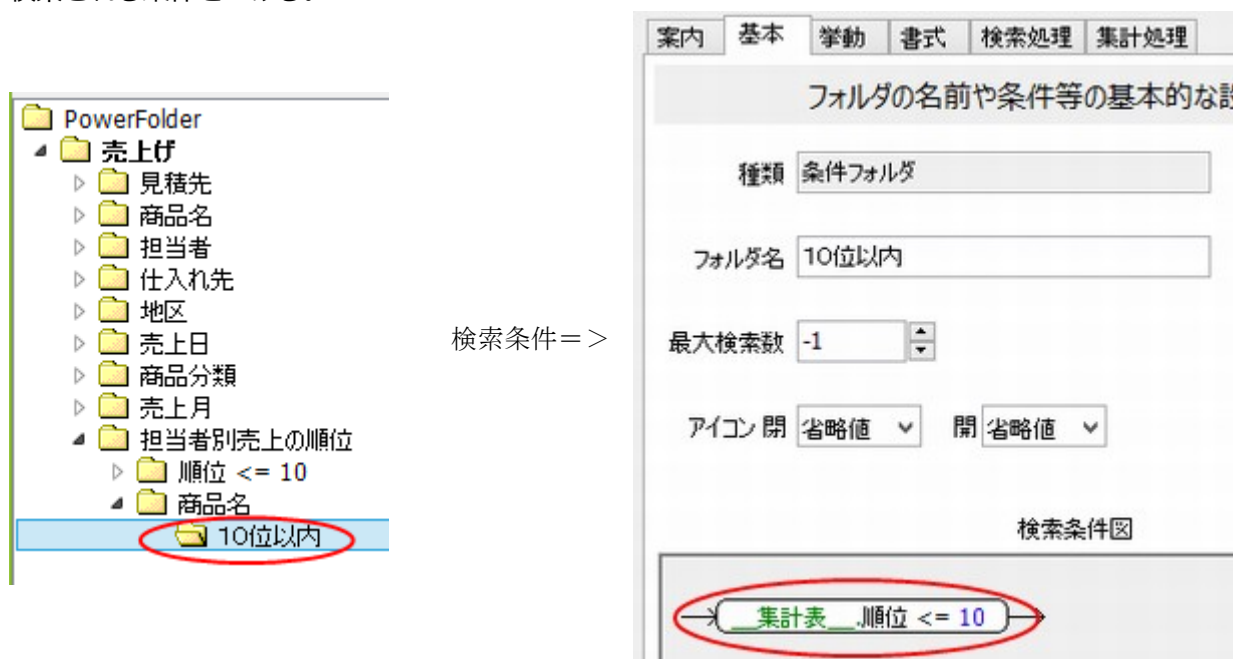 PowerFolder
売上げ
見積先
商品名
担当者
仕入れ先
地区
売上日
商品分類
売上月
担当者別売上の順位
順位 <= 10
商品名
10位以内
検索条件＝＞
案内 基本 挙動 書式 検索処理 集計処理
フォルダの名前や条件等の基本的な設
種類 条件フォルダ
フォルダ名 10位以内
最大検索数 -1
アイコン 閉 省略値 開 省略値
検索条件図
__集計表__.順位 <= 10